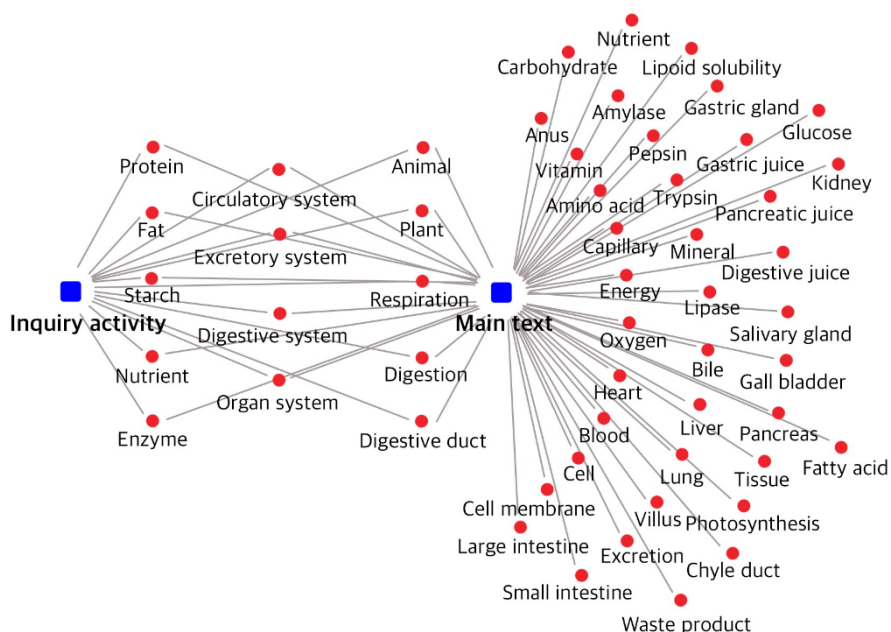 Nutrient
Carbohydrate
Lipoid solubility
Amylase
Gastric gland
Glucose
Anus
Pepsin
Vitamin
Gastric juice
Protein
Animal
Kidney
Circulatory system
Amino acid
Trypsin
Pancreatic juice
Fat
Plant
Excretory system
Capillary
Mineral
Digestive juice
Starch
Respiration
Energy
Lipase
Inquiry activity
Main text
Digestive system
Oxygen
Salivary gland
Nutrient
Digestion
Bile
Gall bladder
Organ system
Heart
Enzyme
Digestive duct
Blood
Liver
Pancreas
Fatty acid
Cell
Lung
Tissue
Cell membrane
Villus
Photosynthesis
Large intestine
Excretion
Chyle duct
Small intestine
Waste product